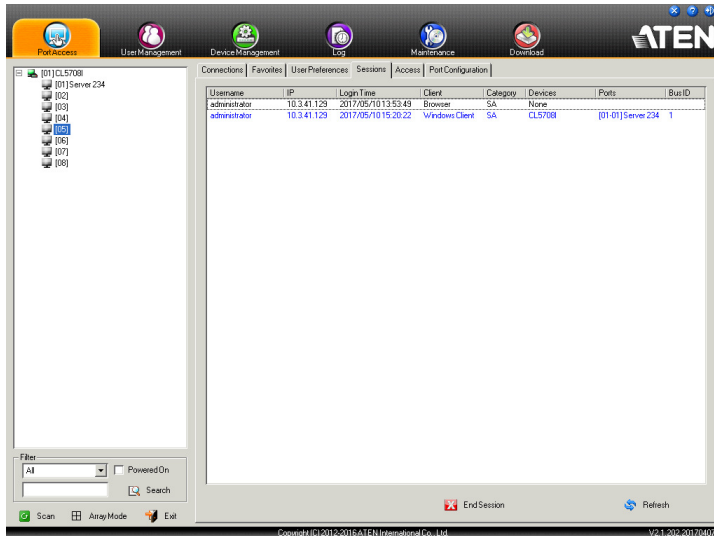 ATEN
Port Access User Management Device Management Log Maintenance Download
[01]CL5708I
[01]Server 234
[02]
[03]
[04]
[05]
[06]
[07]
[08]
Filter
All Powered On
Search
Scan Array Mode Exit
Connections Favorites User Preferences Sessions Access Port Configuration
Username IP Login Time Client Category Devices Ports Bus ID
administrator 10.3.41.129 2017/05/10 13:53:49 Browser SA None
administrator 10.3.41.129 2017/05/10 15:20:22 Windows Client SA CL5708I [01-01]Server 234 1
End Session Refresh
Copyright (C) 2012-2016 ATEN International Co., Ltd. V2.1.202.20170407